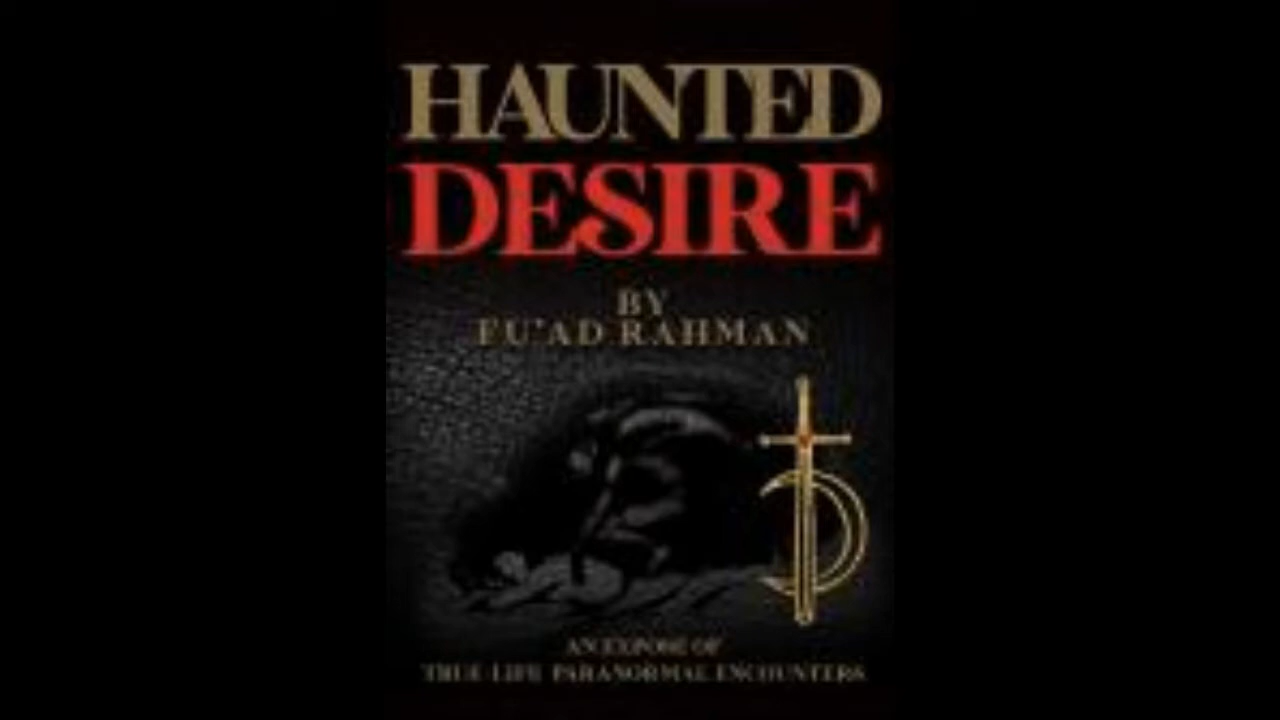 HAUNTED
DESIRE
BY
FU'AD RAHMAN
AN EXPOSE OF
TRUE LIFE PARANORMAL ENCOUNTERS